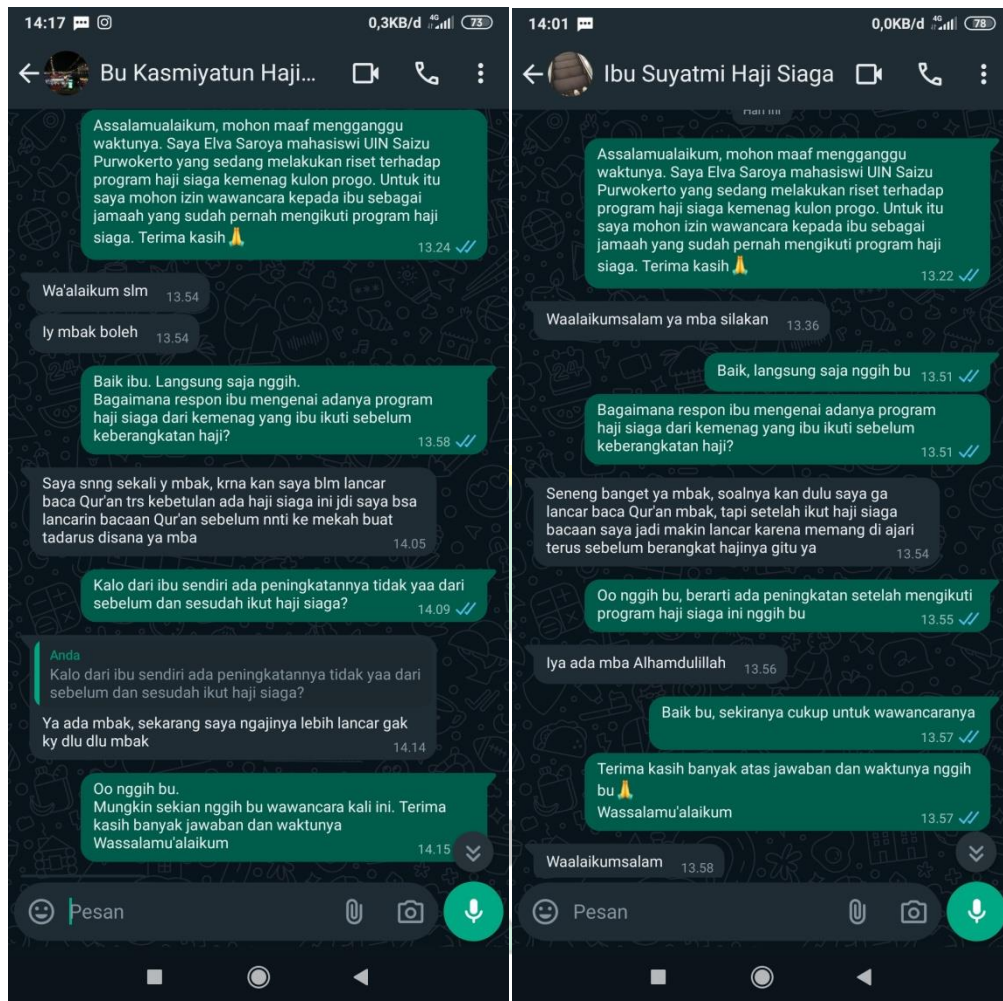 14:17
0,3KB/d 4G 73
Bu Kasmiyatun Haji...
Assalamualaikum, mohon maaf mengganggu
waktunya. Saya Elva Saroya mahasiswi UIN Saizu
Purwokerto yang sedang melakukan riset terhadap
program haji siaga kemenag kulon progo. Untuk itu
saya mohon izin wawancara kepada ibu sebagai
jamaah yang sudah pernah mengikuti program haji
siaga. Terima kasih🙏
13.24
Wa'alaikum slm 13.54
Iy mbak boleh 13.54
Baik ibu. Langsung saja nggih.
Bagaimana respon ibu mengenai adanya program
haji siaga dari kemenag yang ibu ikuti sebelum
keberangkatan haji? 13.58
Saya snng sekali y mbak, krna kan saya blm lancar
baca Qur'an trs kebetulan ada haji siaga ini jdi saya bsa
lancarin bacaan Qur'an sebelum nnti ke mekah buat
tadarus disana ya mba 14.05
Kalo dari ibu sendiri ada peningkatannya tidak yaa dari
sebelum dan sesudah ikut haji siaga? 14.09
Anda
Kalo dari ibu sendiri ada peningkatannya tidak yaa dari
sebelum dan sesudah ikut haji siaga?
Ya ada mbak, sekarang saya ngajinya lebih lancar gak
ky dlu dlu mbak 14.14
Oo nggih bu.
Mungkin sekian nggih bu wawancara kali ini. Terima
kasih banyak jawaban dan waktunya
Wassalamu'alaikum 14.15
Pesan
14:01
0,0KB/d 4G 78
Ibu Suyatmi Haji Siaga
Hari ini
Assalamualaikum, mohon maaf mengganggu
waktunya. Saya Elva Saroya mahasiswi UIN Saizu
Purwokerto yang sedang melakukan riset terhadap
program haji siaga kemenag kulon progo. Untuk itu
saya mohon izin wawancara kepada ibu sebagai
jamaah yang sudah pernah mengikuti program haji
siaga. Terima kasih🙏
13.22
Waalaikumsalam ya mba silakan 13.36
Baik, langsung saja nggih bu 13.51
Bagaimana respon ibu mengenai adanya program
haji siaga dari kemenag yang ibu ikuti sebelum
keberangkatan haji? 13.51
Seneng banget ya mbak, soalnya kan dulu saya ga
lancar baca Qur'an mbak, tapi setelah ikut haji siaga
bacaan saya jadi makin lancar karena memang di ajari
terus sebelum berangkat hajinya gitu ya 13.54
Oo nggih bu, berarti ada peningkatan setelah mengikuti
program haji siaga ini nggih bu 13.55
Iya ada mba Alhamdulillah 13.56
Baik bu, sekiranya cukup untuk wawancaranya
13.57
Terima kasih banyak atas jawaban dan waktunya nggih
bu🙏
Wassalamu'alaikum 13.57
Waalaikumsalam 13.58
Pesan